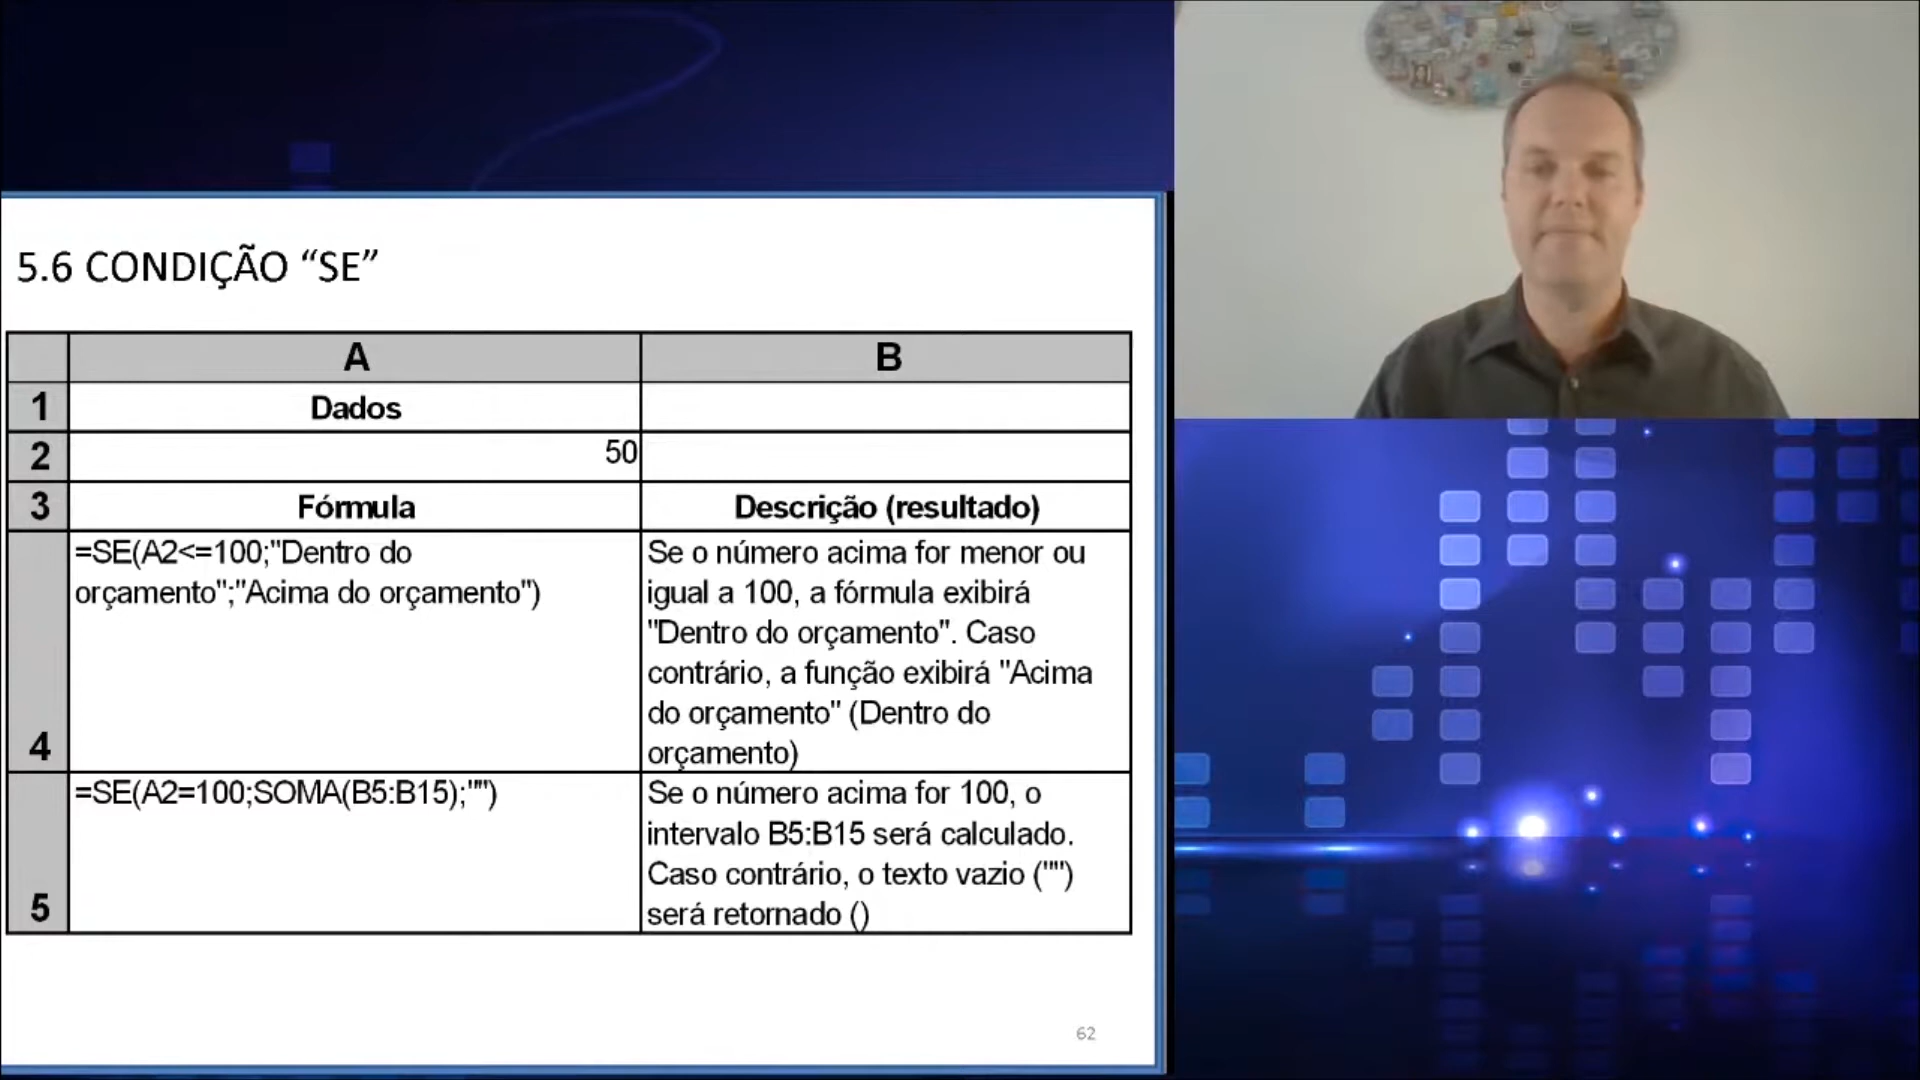 5.6 CONDIÇÃO “SE”
A B
1 Dados
2 50
3 Fórmula Descrição (resultado)
=SE(A2<=100;"Dentro do
orçamento";"Acima do orçamento")
Se o número acima for menor ou
igual a 100, a fórmula exibirá
"Dentro do orçamento". Caso
contrário, a função exibirá "Acima
do orçamento" (Dentro do
orçamento)
4
=SE(A2=100;SOMA(B5:B15);"")
Se o número acima for 100, o
intervalo B5:B15 será calculado.
Caso contrário, o texto vazio ("")
será retornado ()
5
62